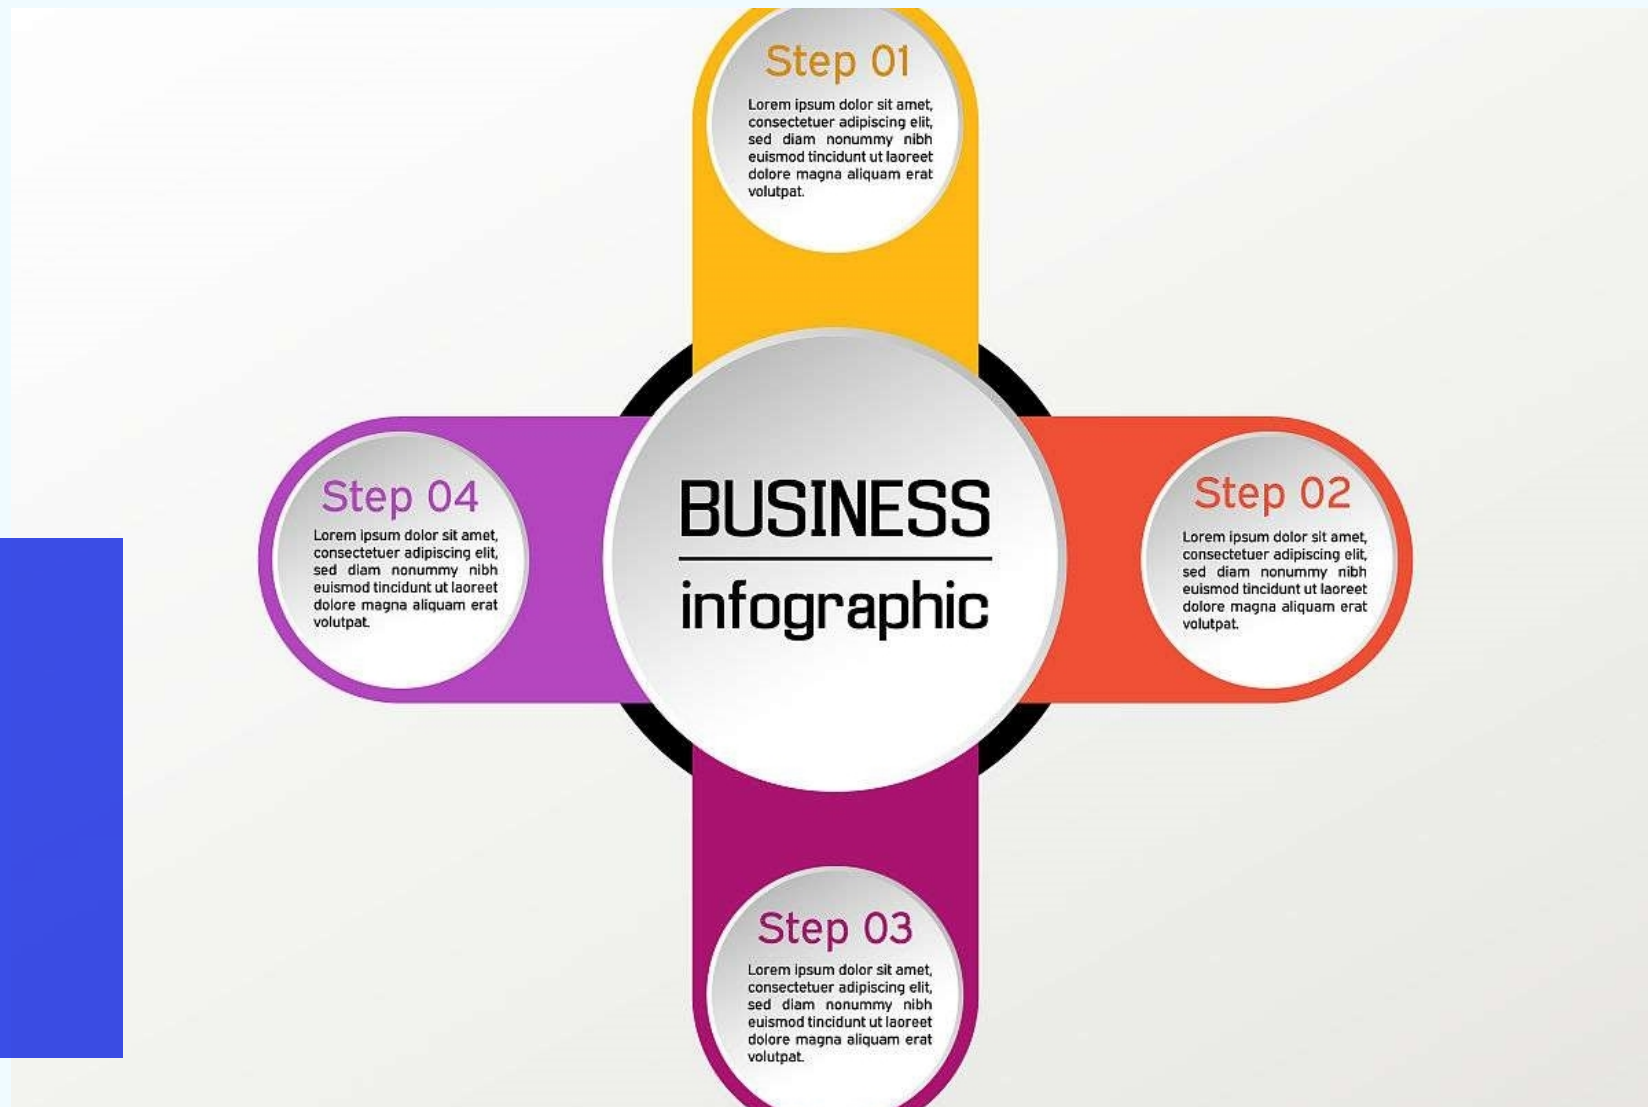 Step 01
Lorem ipsum dolor sit amet,
consectetuer adipiscing elit,
sed diam nonummy nibh
euismod tincidunt ut laoreet
dolore magna aliquam erat
volutpat.
BUSINESS
infographic
Step 02
Lorem ipsum dolor sit amet,
consectetuer adipiscing elit,
sed diam nonummy nibh
euismod tincidunt ut laoreet
dolore magna aliquam erat
volutpat.
Step 03
Lorem ipsum dolor sit amet,
consectetuer adipiscing elit,
sed diam nonummy nibh
euismod tincidunt ut laoreet
dolore magna aliquam erat
volutpat.
Step 04
Lorem ipsum dolor sit amet,
consectetuer adipiscing elit,
sed diam nonummy nibh
euismod tincidunt ut laoreet
dolore magna aliquam erat
volutpat.